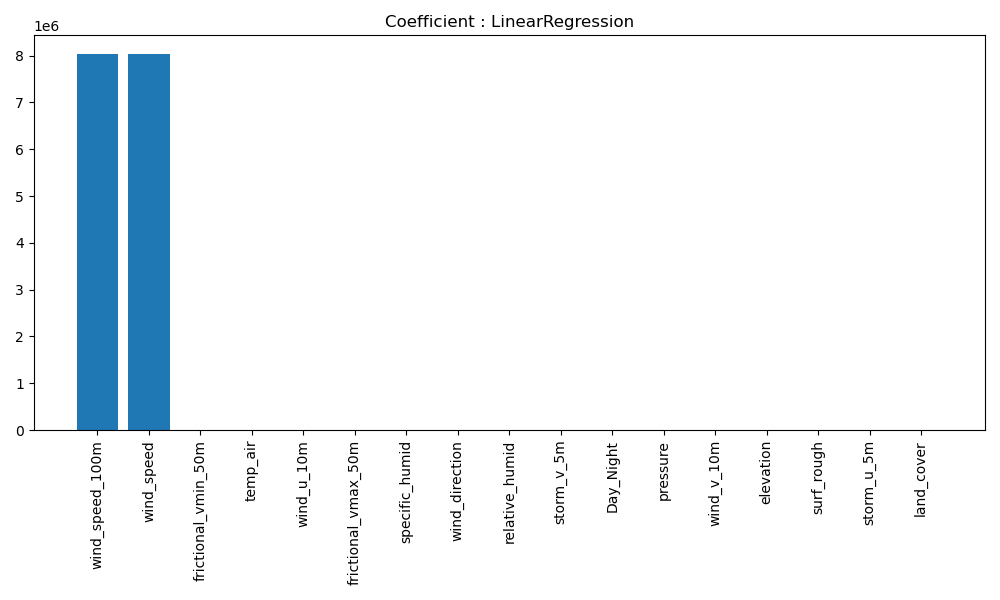 Coefficient : LinearRegression
1e6
8
7
6
5
4
3
2
1
0
wind_speed_100m
wind_speed
frictional_vmin_50m
temp_air
wind_u_10m
frictional_vmax_50m
specific_humid
wind_direction
relative_humid
storm_v_5m
Day_Night
pressure
wind_v_10m
elevation
surf_rough
storm_u_5m
land_cover